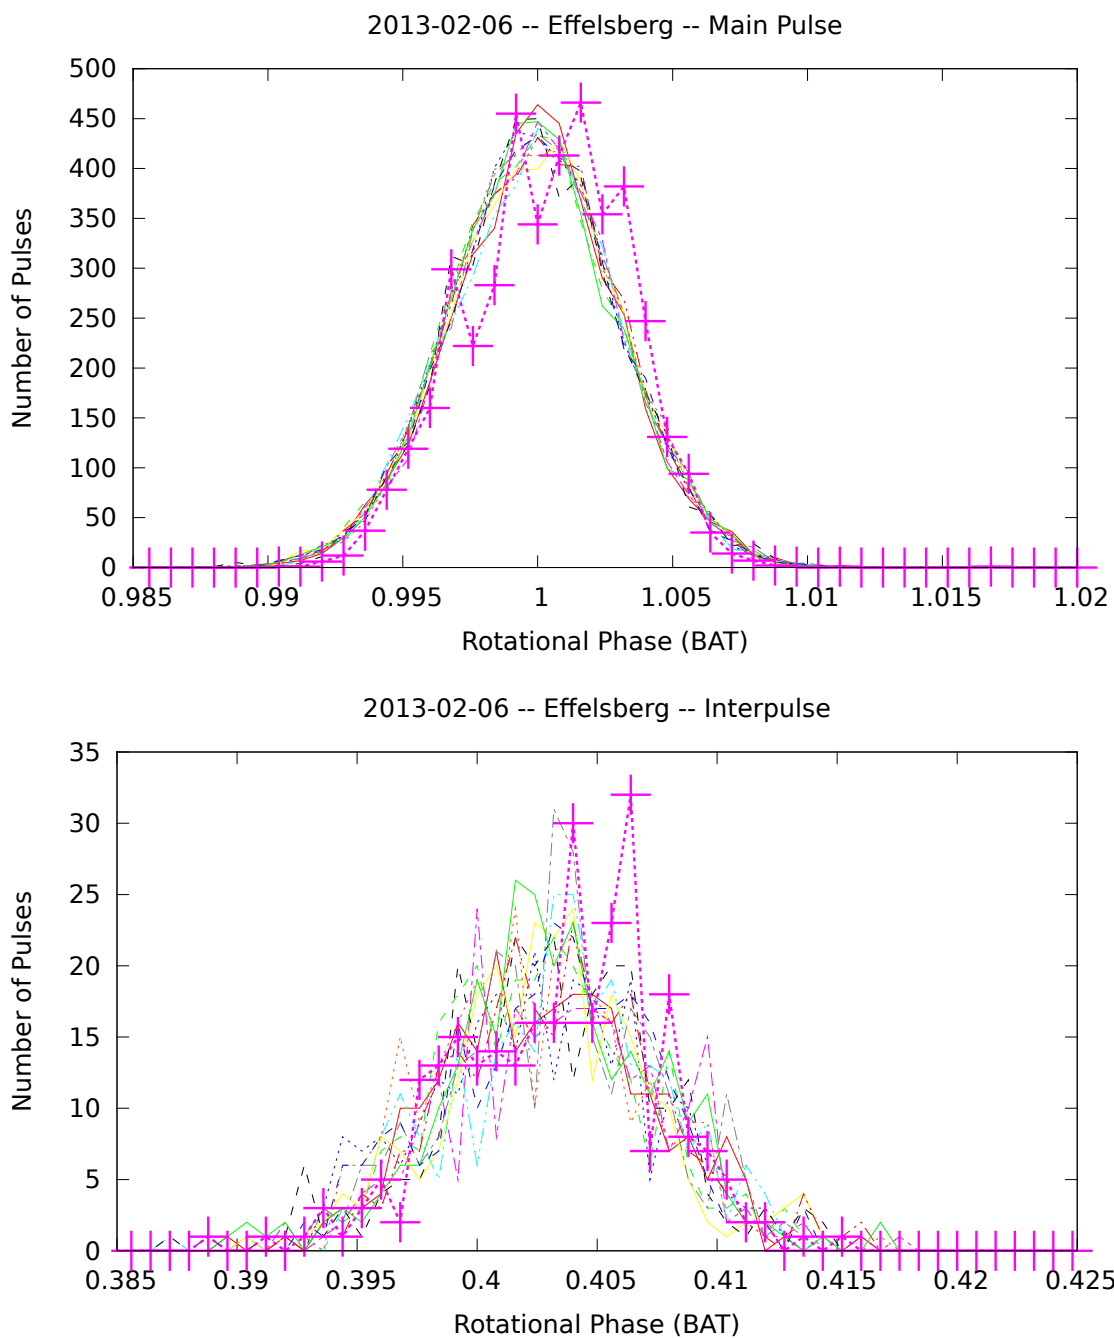 2013-02-06 -- Effelsberg -- Main Pulse
500
450
400
350
300
250
200
150
100
50
0
Number of Pulses
0.985 0.99 0.995 1 1.005 1.01 1.015 1.02
Rotational Phase (BAT)
2013-02-06 -- Effelsberg -- Interpulse
35
30
25
20
15
10
5
0
Number of Pulses
0.385 0.39 0.395 0.4 0.405 0.41 0.415 0.42 0.425
Rotational Phase (BAT)